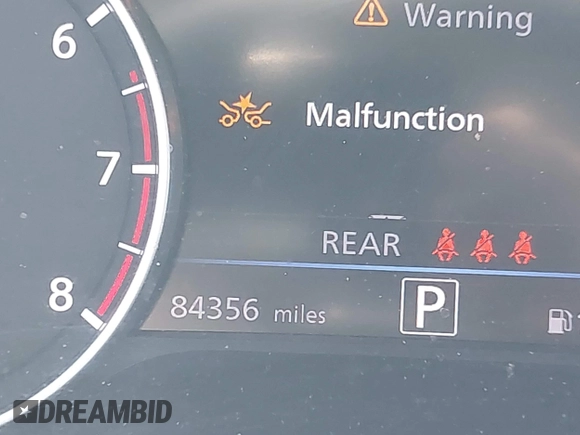 6
Warning
Malfunction
7
REAR
8
84356 miles
P
DREAMBID